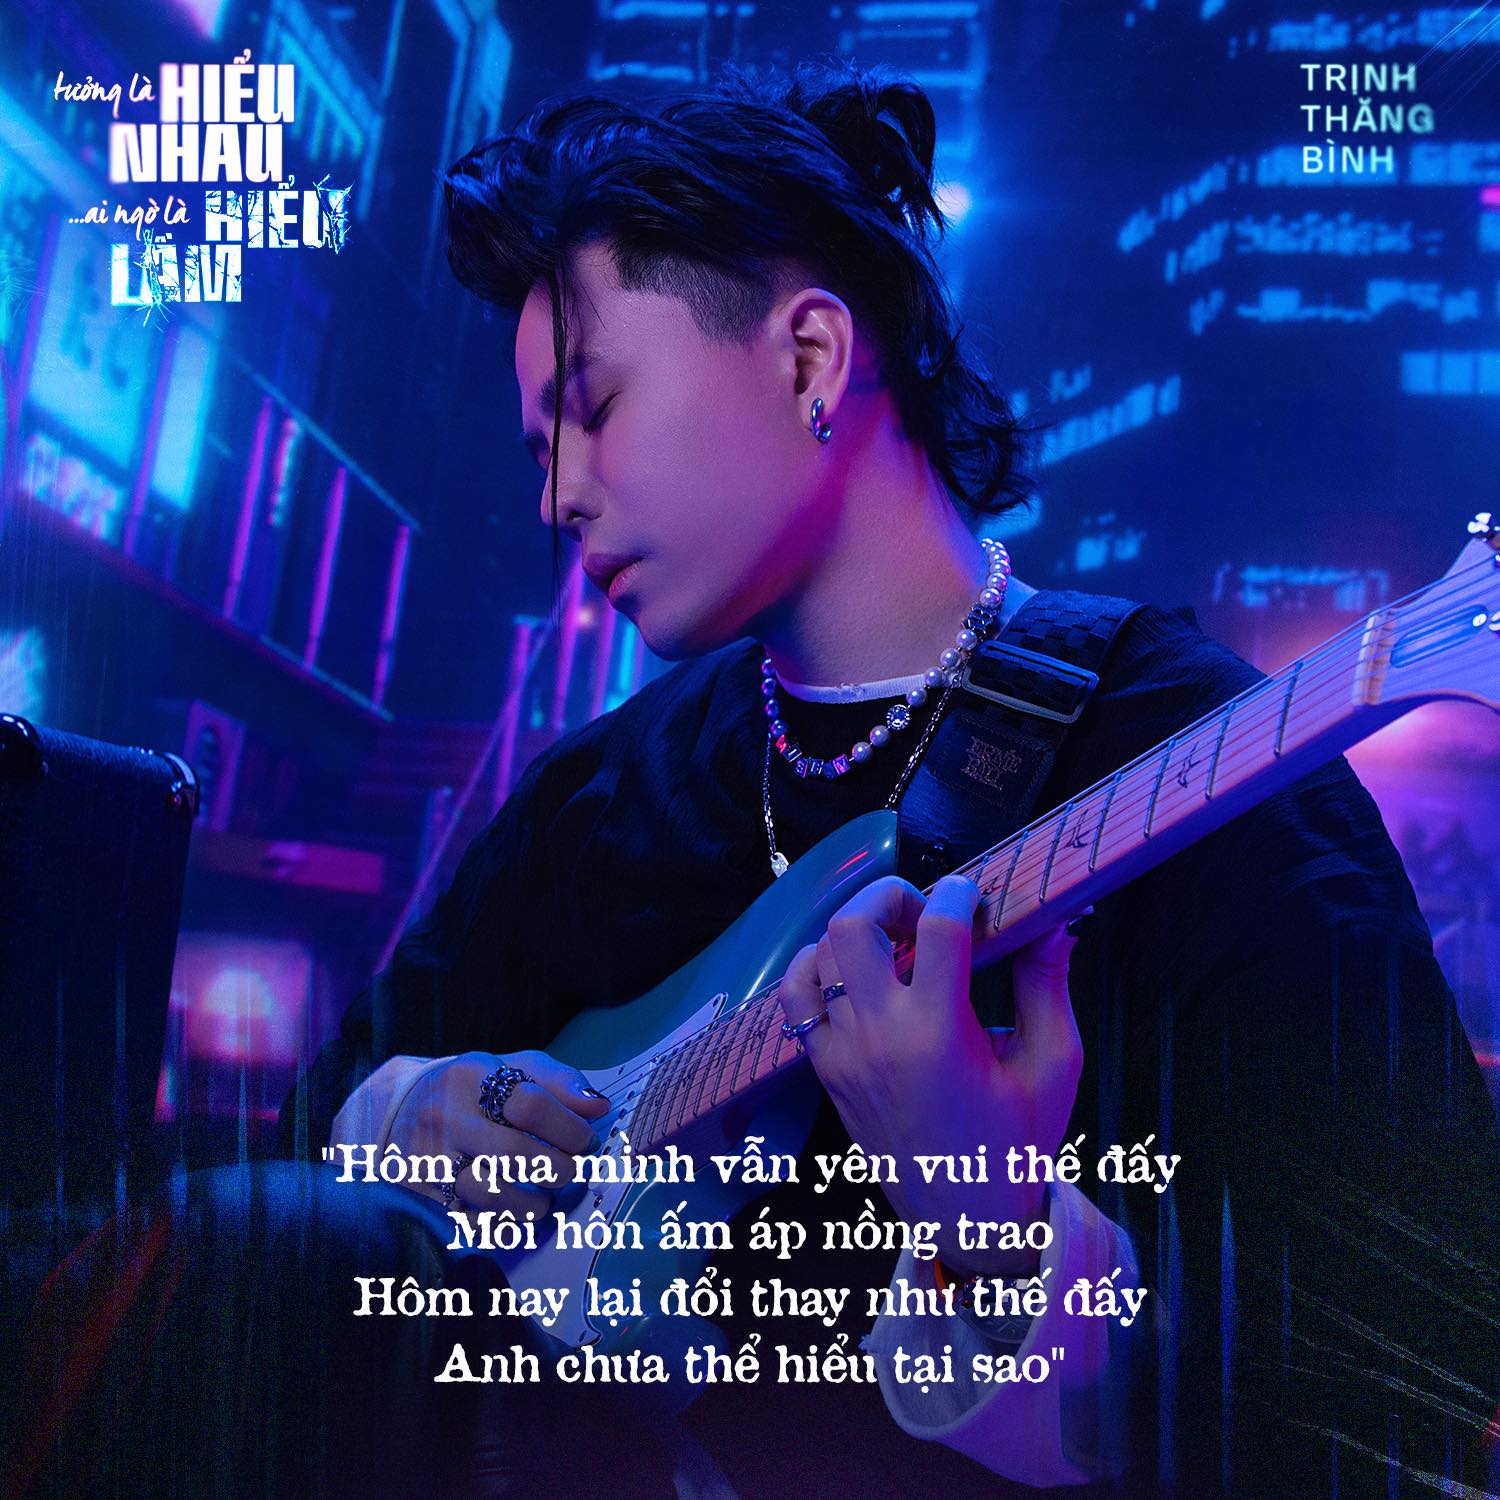 tưởng là HIỂU
NHAU
...ai ngờ là HIỂU
LẦM
TRỊNH
THĂNG
BÌNH
ERNIE
BALL
"Hôm qua mình vẫn yên vui thế đấy
Môi hôn ấm áp nồng trao
Hôm nay lại đổi thay như thế đấy
Anh chưa thể hiểu tại sao"